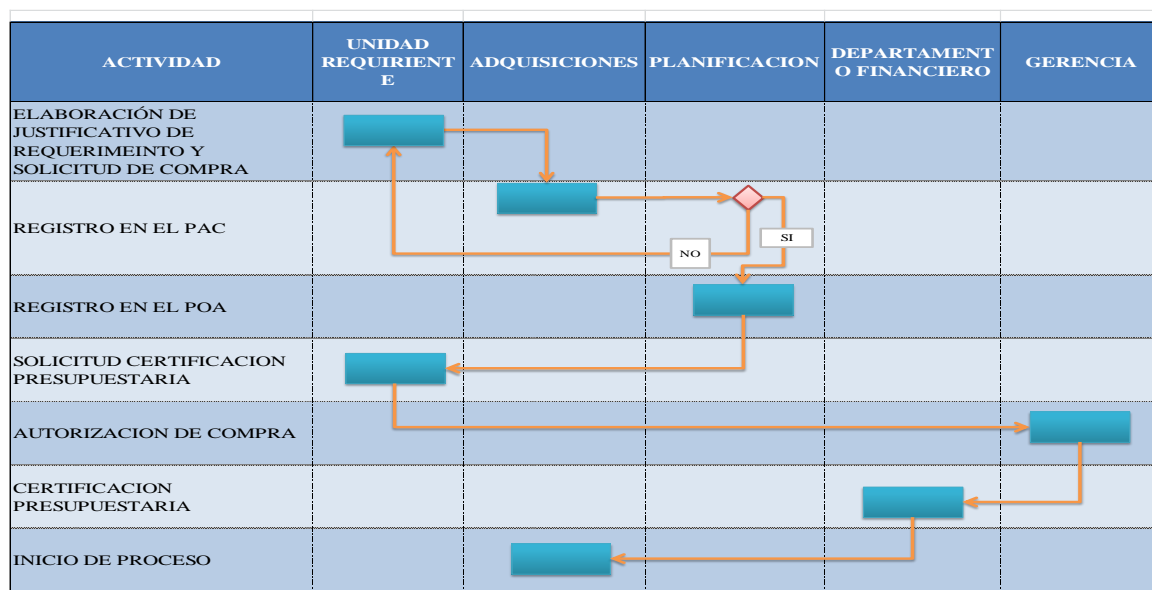 ACTIVIDAD
UNIDAD
REQUIRIENT
E
ADQUISICIONES
PLANIFICACION
DEPARTAMENT
O FINANCIERO
GERENCIA
ELABORACIÓN DE
JUSTIFICATIVO DE
REQUERIMEINTO Y
SOLICITUD DE COMPRA
REGISTRO EN EL PAC
SI
NO
REGISTRO EN EL POA
SOLICITUD CERTIFICACION
PRESUPUESTARIA
AUTORIZACION DE COMPRA
CERTIFICACION
PRESUPUESTARIA
INICIO DE PROCESO